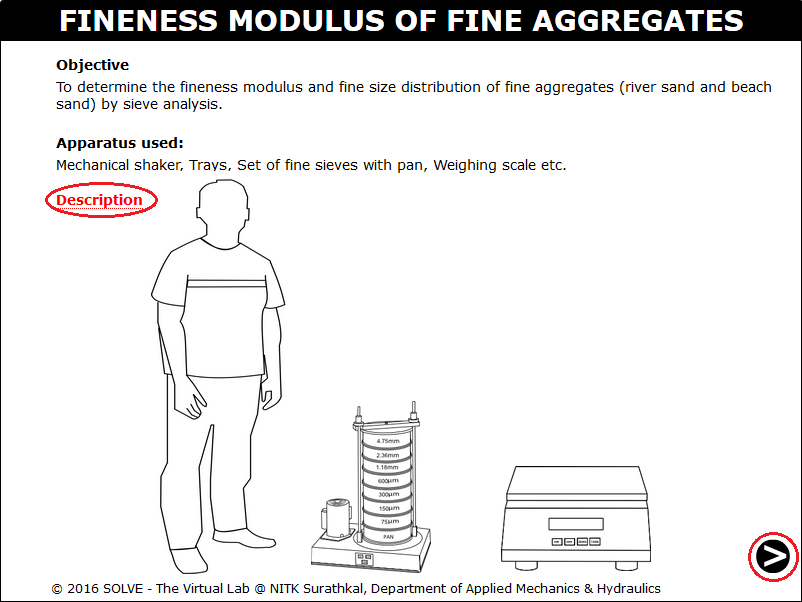 FINENESS MODULUS OF FINE AGGREGATES
Objective
To determine the fineness modulus and fine size distribution of fine aggregates (river sand and beach
sand) by sieve analysis.
Apparatus used:
Mechanical shaker, Trays, Set of fine sieves with pan, Weighing scale etc.
Description
4.75mm
2.36mm
1.18mm
600μm
300μm
150μm
75μm
PAN
>
© 2016 SOLVE - The Virtual Lab @ NITK Surathkal, Department of Applied Mechanics & Hydraulics